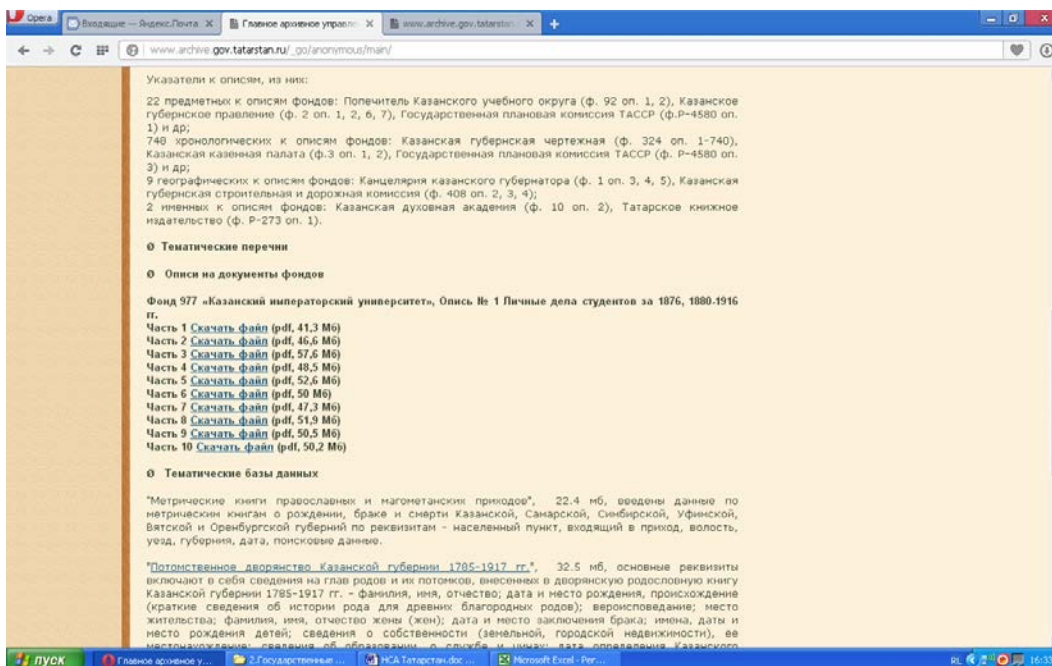 Opera
Входящие — Яндекс.Почта
Главное архивное управле
www.archive.gov.tatarstan
www.archive.gov.tatarstan.ru/_go/anonymous/main/
Указатели к описям, из них:
22 предметных к описям фондов: Попечитель Казанского учебного округа (ф. 92 оп. 1, 2), Казанское
губернское правление (ф. 2 оп. 1, 2, 6, 7), Государственная плановая комиссия ТАССР (ф.Р-4580 оп.
1) и др;
740 хронологических к описям фондов: Казанская губернская чертежная (ф. 324 оп. 1-740),
Казанская казенная палата (ф.3 оп. 1, 2), Государственная плановая комиссия ТАССР (ф. Р-4580 оп.
3) и др;
9 географических к описям фондов: Канцелярия казанского губернатора (ф. 1 оп. 3, 4, 5), Казанская
губернская строительная и дорожная комиссия (ф. 408 оп. 2, 3, 4);
2 именных к описям фондов: Казанская духовная академия (ф. 10 оп. 2), Татарское книжное
издательство (ф. Р-273 оп. 1).
Ø Тематические перечни
Ø Описи на документы фондов
Фонд 977 «Казанский императорский университет», Опись № 1 Личные дела студентов за 1876, 1880-1916
гг.
Часть 1 Скачать файл (pdf, 41,3 Мб)
Часть 2 Скачать файл (pdf, 46,6 Мб)
Часть 3 Скачать файл (pdf, 57,6 Мб)
Часть 4 Скачать файл (pdf, 48,5 Мб)
Часть 5 Скачать файл (pdf, 52,6 Мб)
Часть 6 Скачать файл (pdf, 50 Мб)
Часть 7 Скачать файл (pdf, 47,3 Мб)
Часть 8 Скачать файл (pdf, 51,9 Мб)
Часть 9 Скачать файл (pdf, 50,5 Мб)
Часть 10 Скачать файл (pdf, 50,2 Мб)
Ø Тематические базы данных
"Метрические книги православных и магометанских приходов", 22.4 мб, введены данные по
метрическим книгам о рождении, браке и смерти Казанской, Самарской, Симбирской, Уфимской,
Вятской и Оренбургской губерний по реквизитам - населенный пункт, входящий в приход, волость,
уезд, губерния, дата, поисковые данные.
"Потомственное дворянство Казанской губернии 1785-1917 гг.", 32.5 мб, основные реквизиты
включают в себя сведения на глав родов и их потомков, внесенных в дворянскую родословную книгу
Казанской губернии 1785-1917 гг. – фамилия, имя, отчество; дата и место рождения, происхождение
(краткие сведения об истории рода для древних благородных родов); вероисповедание; место
жительства; фамилия, имя, отчество жены (жен); дата и место заключения брака; имена, даты и
место рождения детей; сведения о собственности (земельной, городской недвижимости), ее
местонахождение; сведения об образовании, о службе и чинах; дата определения Казанского
пуск
Главное архивное у...
2.Государственные ...
НСА Татарстан.doc ...
Microsoft Excel - Рег...
RL